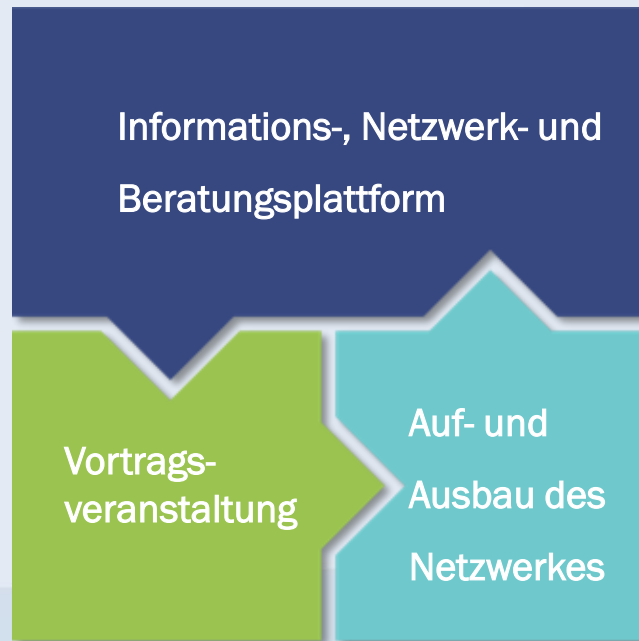 Informations-, Netzwerk- und
Beratungsplattform
Vortrags-
veranstaltung
Auf- und
Ausbau des
Netzwerkes